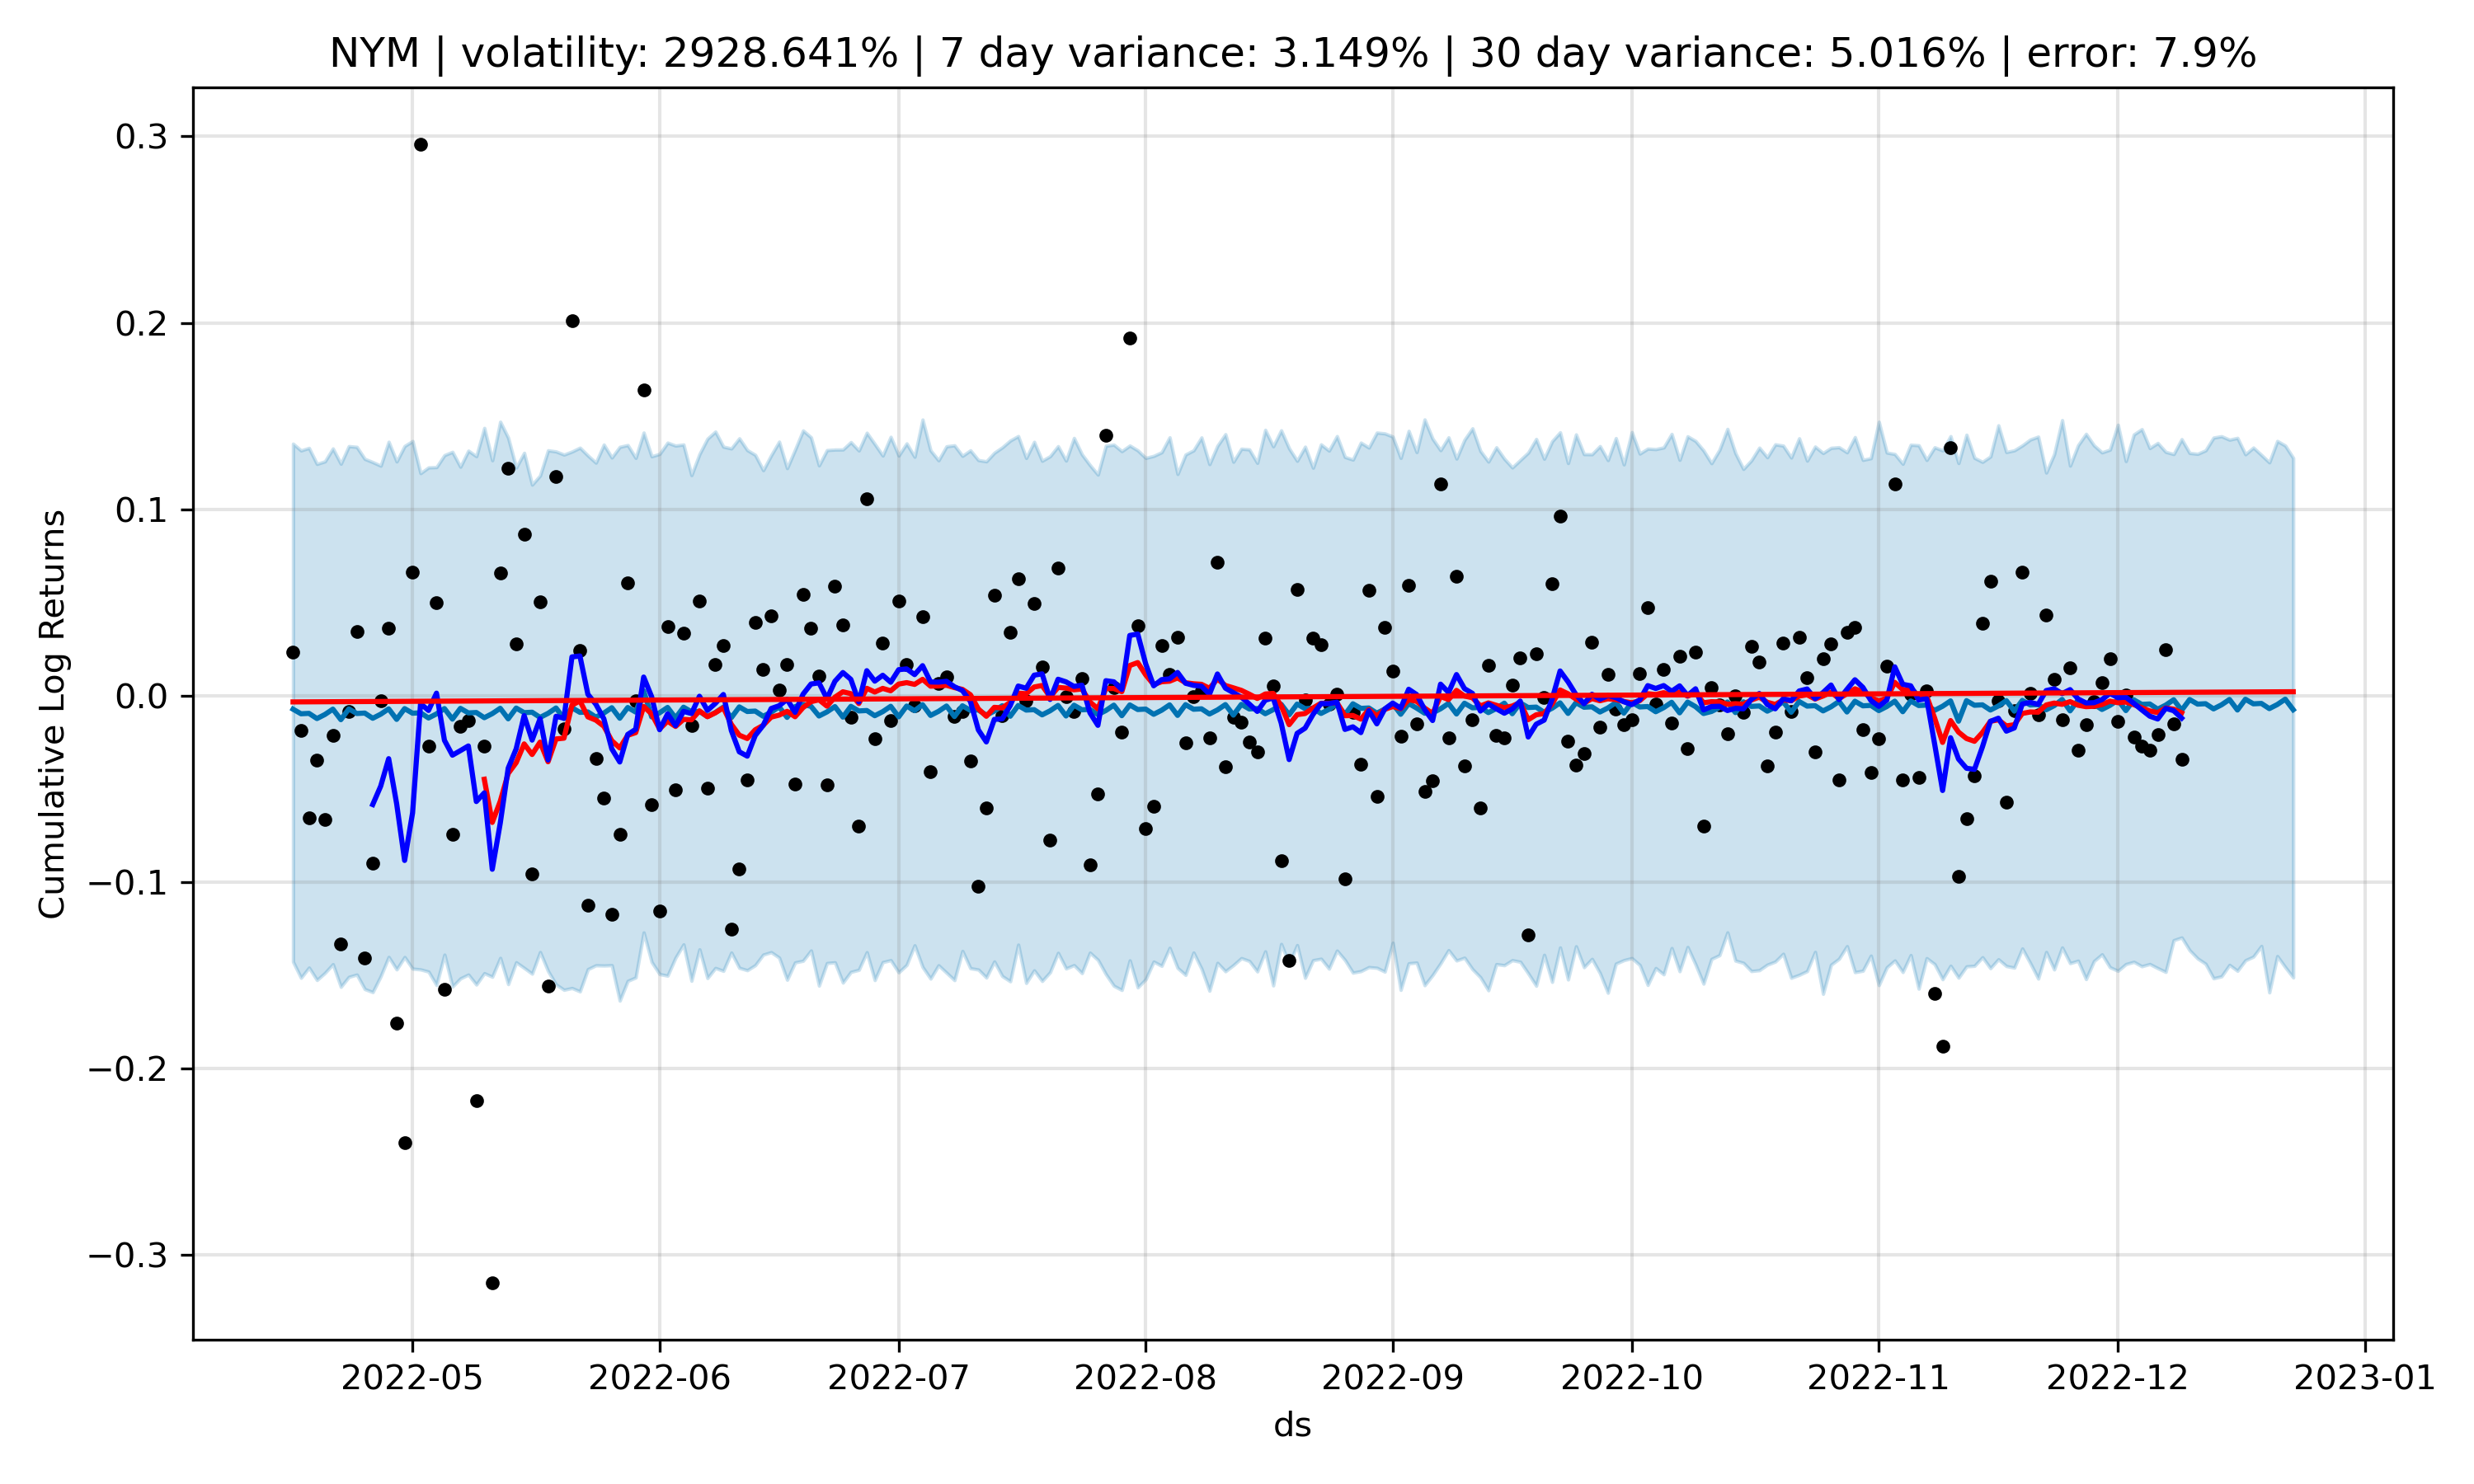 NYM | volatility: 2928.641% | 7 day variance: 3.149% | 30 day variance: 5.016% | error: 7.9%
0.3
0.2
0.1
0.0
−0.1
−0.2
−0.3
Cumulative Log Returns
2022-05 2022-06 2022-07 2022-08 2022-09 2022-10 2022-11 2022-12 2023-01
ds